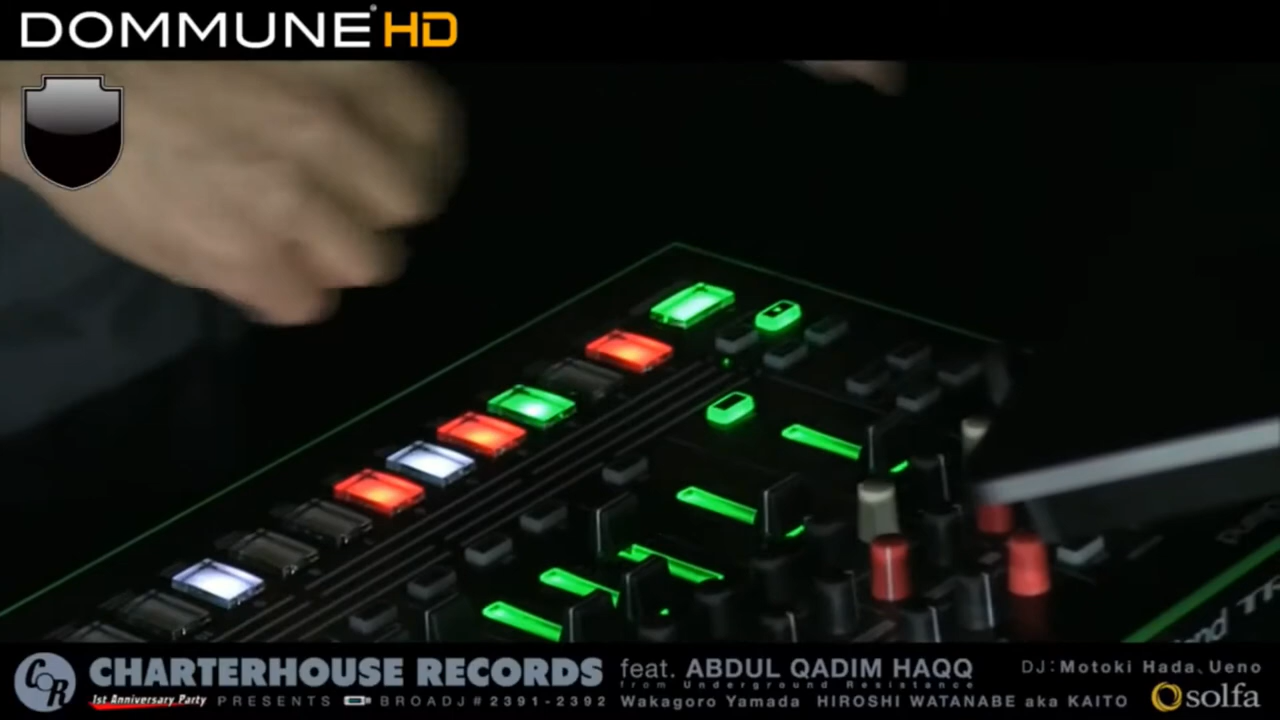 DOMMUNE® HD
CHARTERHOUSE RECORDS feat. ABDUL QADIM HAQQ DJ:Motoki Hada、Ueno
from Underground Resistance
1st Anniversary Party PRESENTS BROADJ#2391-2392 Wakagoro Yamada HIROSHI WATANABE aka KAITO solfa
COR